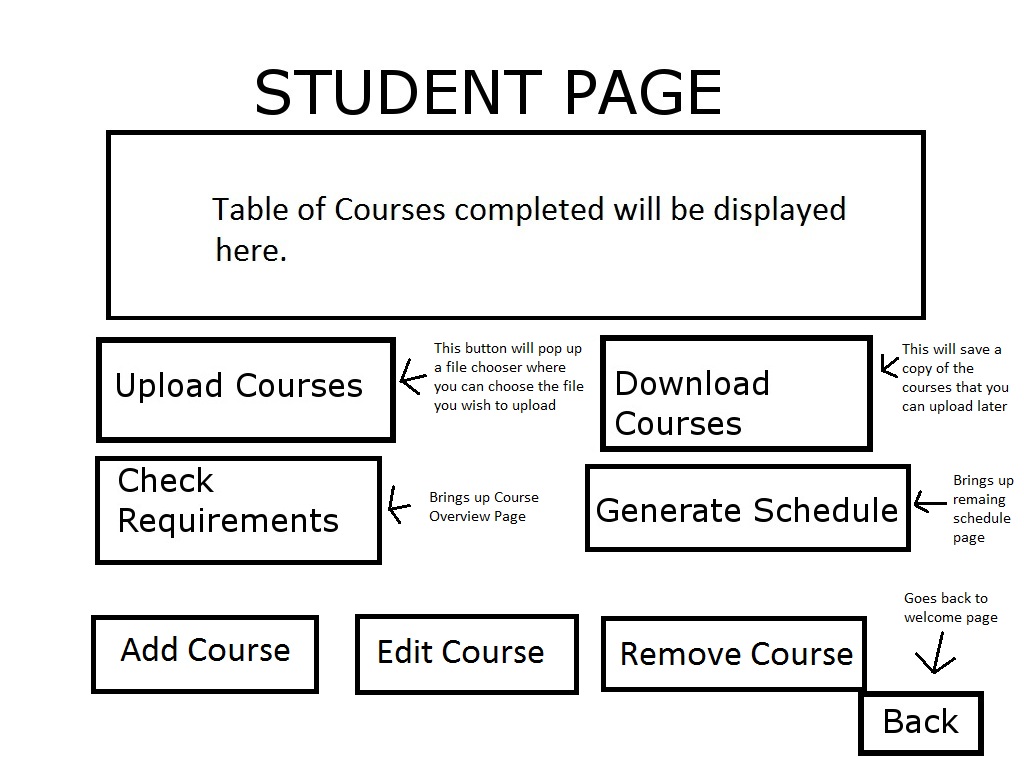 STUDENT PAGE
Table of Courses completed will be displayed
here.
Upload Courses
This button will pop up
a file chooser where
you can choose the file
you wish to upload
Download
Courses
This will save a
copy of the
courses that you
can upload later
Check
Requirements
Brings up Course
Overview Page
Generate Schedule
Brings up
remaing
schedule
page
Add Course
Edit Course
Remove Course
Goes back to
welcome page
Back